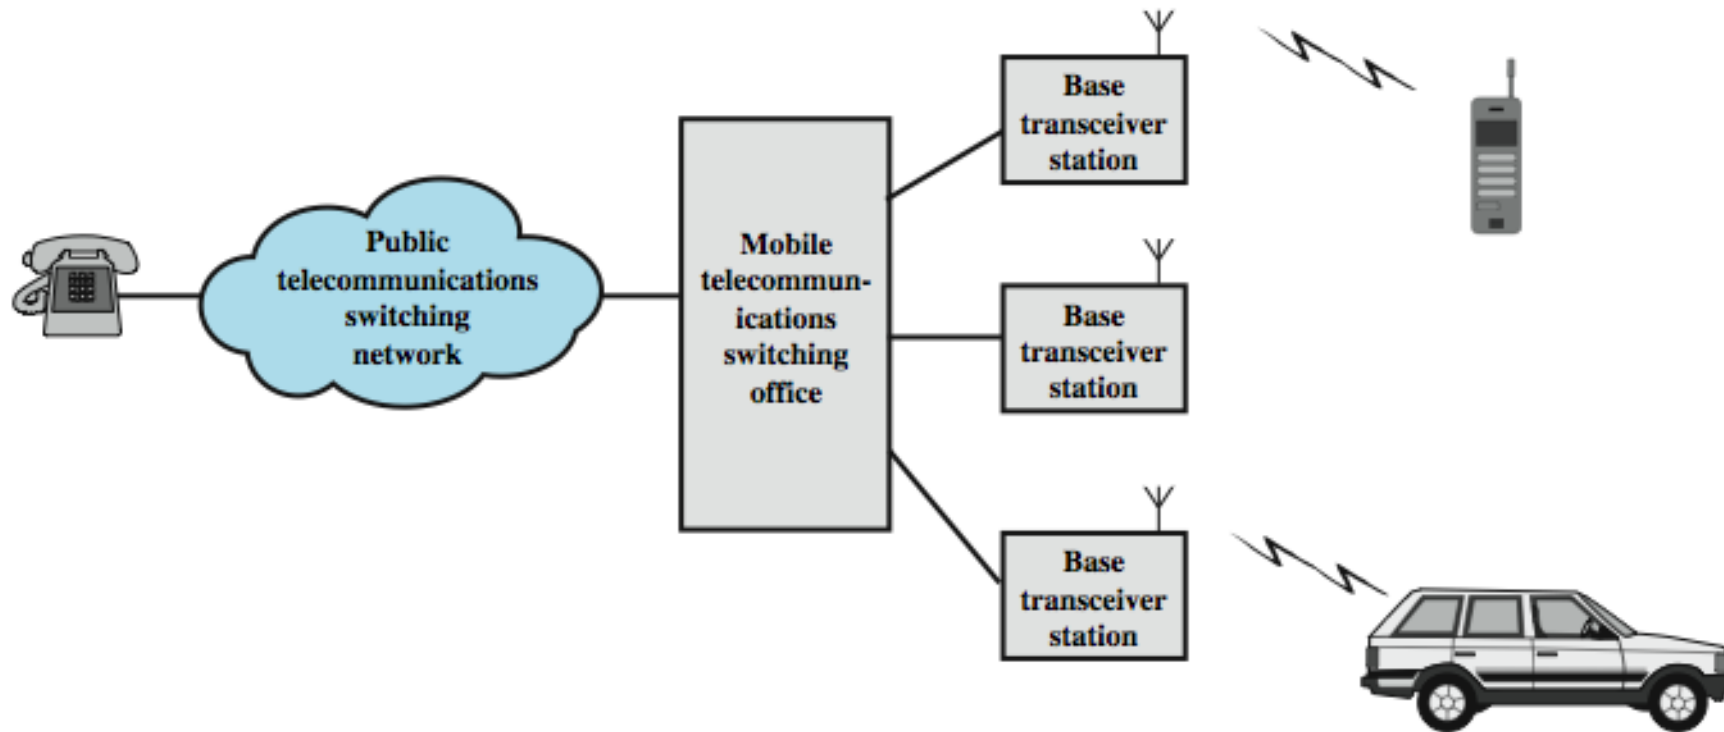 Public
telecommunications
switching
network
Mobile
telecommun-
ications
switching
office
Base
transceiver
station
Base
transceiver
station
Base
transceiver
station